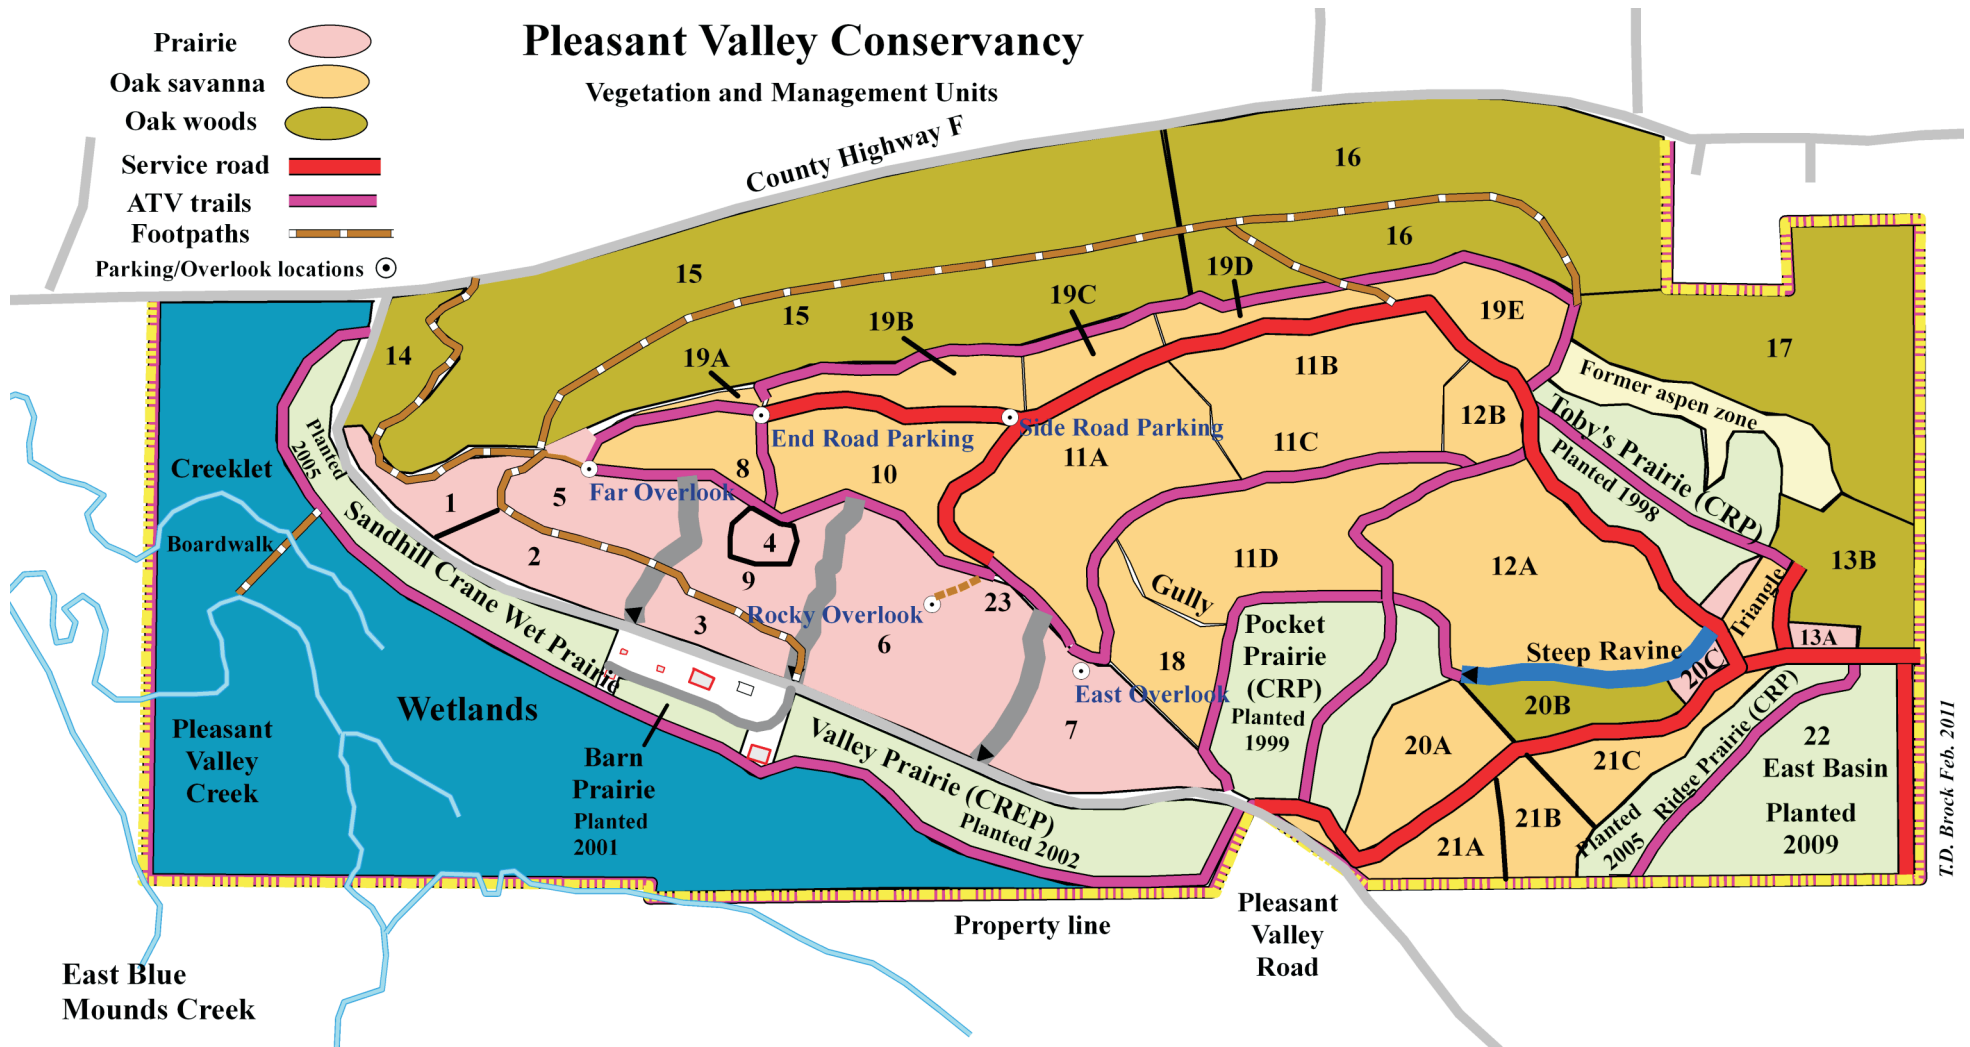 Pleasant Valley Conservancy
Vegetation and Management Units
Prairie
Oak savanna
Oak woods
Service road
ATV trails
Footpaths
Parking/Overlook locations
County Highway F
16
16
15
15
14
17
19A
19B
19C
19D
19E
11A
11B
11C
11D
12A
12B
13A
13B
End Road Parking
Side Road Parking
Far Overlook
Rocky Overlook
East Overlook
1
2
3
4
5
6
7
8
9
10
18
23
Former aspen zone
Toby's Prairie (CRP)
Planted 1998
Triangle
Gully
Steep Ravine
Pocket
Prairie
(CRP)
Planted
1999
20A
20B
20C
21A
21B
21C
Ridge Prairie (CRP)
Planted
2005
22
East Basin
Planted
2009
Planted
2005
Sandhill Crane Wet Prairie
Creeklet
Boardwalk
Wetlands
Pleasant
Valley
Creek
Barn
Prairie
Planted
2001
Valley Prairie (CREP)
Planted 2002
Property line
Pleasant
Valley
Road
East Blue
Mounds Creek
T.D. Brock Feb. 2011